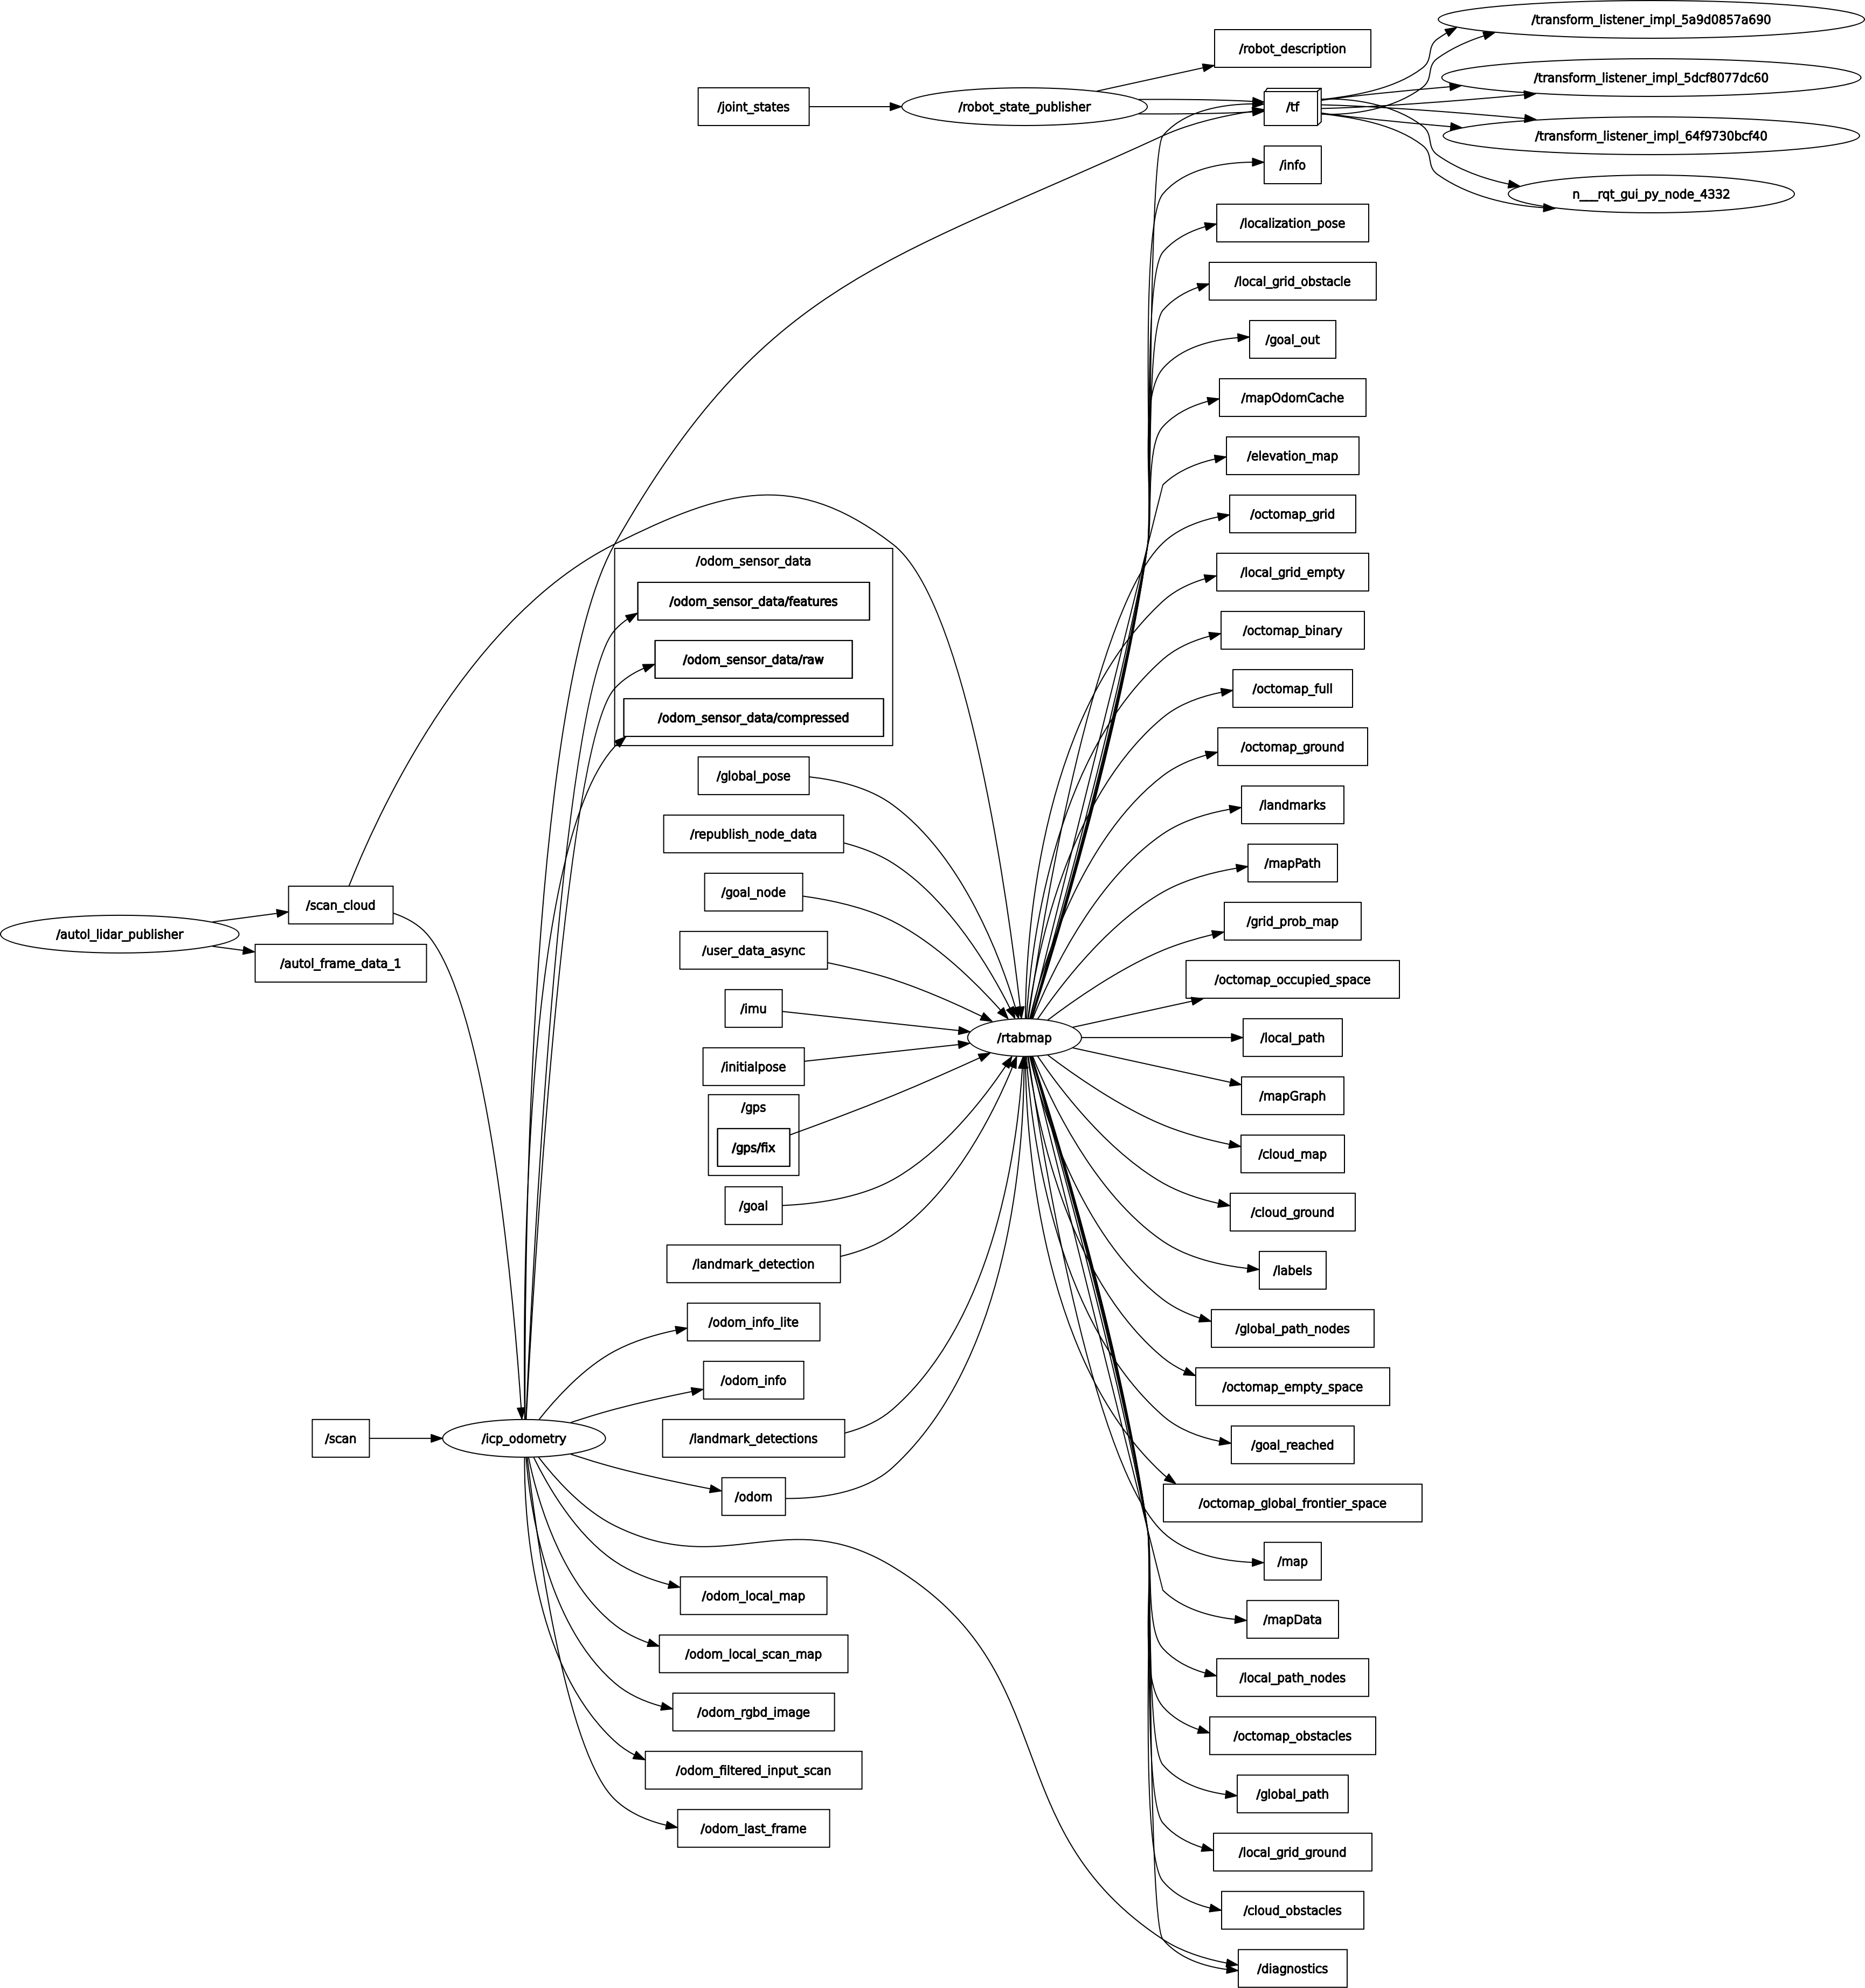 /autol_lidar_publisher
/scan_cloud
/autol_frame_data_1
/scan
/icp_odometry
/joint_states
/odom_sensor_data
/odom_sensor_data/features
/odom_sensor_data/raw
/odom_sensor_data/compressed
/global_pose
/republish_node_data
/goal_node
/user_data_async
/imu
/initialpose
/gps
/gps/fix
/goal
/landmark_detection
/odom_info_lite
/odom_info
/landmark_detections
/odom
/odom_local_map
/odom_local_scan_map
/odom_rgbd_image
/odom_filtered_input_scan
/odom_last_frame
/robot_state_publisher
/rtabmap
/robot_description
/tf
/info
/localization_pose
/local_grid_obstacle
/goal_out
/mapOdomCache
/elevation_map
/octomap_grid
/local_grid_empty
/octomap_binary
/octomap_full
/octomap_ground
/landmarks
/mapPath
/grid_prob_map
/octomap_occupied_space
/local_path
/mapGraph
/cloud_map
/cloud_ground
/labels
/global_path_nodes
/octomap_empty_space
/goal_reached
/octomap_global_frontier_space
/map
/mapData
/local_path_nodes
/octomap_obstacles
/global_path
/local_grid_ground
/cloud_obstacles
/diagnostics
/transform_listener_impl_5a9d0857a690
/transform_listener_impl_5dcf8077dc60
/transform_listener_impl_64f9730bcf40
n___rqt_gui_py_node_4332